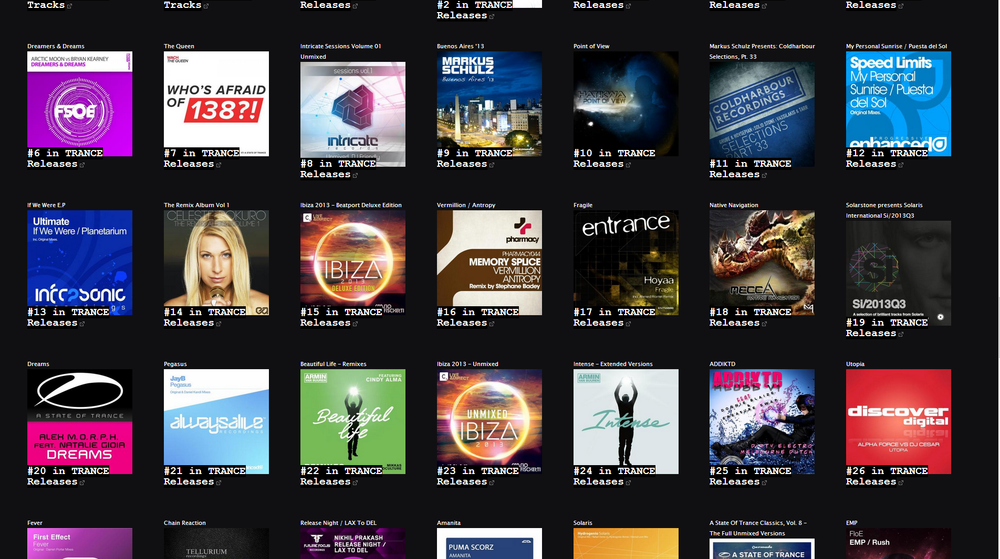 Tracks
Tracks
Releases
#2 in TRANCE
Releases
Releases
Releases
Releases
Dreamers & Dreams
ARCTIC MOON VS BRYAN KEARNEY
DREAMERS & DREAMS
FSOE
#6 in TRANCE
Releases
The Queen
WACH
THE QUEEN
WHO'S AFRAID
OF 138?!
A STATE OF TRANCE
#7 in TRANCE
Releases
Intricate Sessions Volume 01
Unmixed
sessions vol.1
intricate
records
Unmixed. DJ Friendly
#8 in TRANCE
Releases
Buenos Aires '13
MARKUS
SCHULZ
Buenos Aires '13
armada
#9 in TRANCE
Releases
Point of View
HATIKWA
POINT OF VIEW
#10 in TRANCE
Releases
Markus Schulz Presents: Coldharbour
Selections, Pt. 33
COLDHARBOUR
RECORDINGS
GRUBE & HOVSEPIAN | SOLID STONE | VASSILAKIS & TARR
SELECTIONS
PART 33
#11 in TRANCE
Releases
My Personal Sunrise / Puesta del Sol
Speed Limits
My Personal
Sunrise / Puesta
del Sol
Original Mixes.
PROGRESSIVE
enhanced
#12 in TRANCE
Releases
If We Were E.P
Ultimate
If We Were / Planetarium
Inc. Original Mixes.
infrasonic
#13 in TRANCE
Releases
The Remix Album Vol 1
CELESTE LOKURO
THE REMIX ALBUM VOLUME 1
#14 in TRANCE
Releases
Ibiza 2013 - Beatport Deluxe Edition
LIVE
&DIRECT
IBIZA
2013
DELUXE EDITION
FISCHETTI
#15 in TRANCE
Releases
Vermillion / Antropy
pharmacy
PHARMACY044
MEMORY SPLICE
VERMILLION
ANTROPY
Remix by Stephane Badey
#16 in TRANCE
Releases
Fragile
entrance
Hoyaa
Fragile
Incl. Ahmed Romel Remix
#17 in TRANCE
Releases
Native Navigation
MECCA
NATIVE NAVIGATION
#18 in TRANCE
Releases
Solarstone presents Solaris
International Si/2013Q3
SI
Si/2013Q3
A selection of brilliant tracks from Solaris
#19 in TRANCE
Releases
Dreams
A STATE OF TRANCE
ALEX M.O.R.P.H.
FEAT. NATALIE GIOIA
DREAMS
#20 in TRANCE
Releases
Pegasus
JayB
Pegasus
Original & Daniel Kandi Mixes
alwaysalive
RECORDINGS
#21 in TRANCE
Releases
Beautiful Life - Remixes
ARMIN
VAN BUUREN
FEATURING
CINDY ALMA
Beautiful
life
REMIXES
MIKKAS
#22 in TRANCE
Releases
Ibiza 2013 - Unmixed
LIVE
&DIRECT
UNMIXED
IBIZA
2013
FISCHETTI
#23 in TRANCE
Releases
Intense - Extended Versions
ARMIN
VAN BUUREN
Intense
#24 in TRANCE
Releases
ADDIKTD
ADDIKTD
FEAT
DONNIE BLAIZE
&
CREATURE SWAP
DIRTY ELECTRO
MELBOURNE DUTCH
#25 in TRANCE
Releases
Utopia
discover
digital
ALPHA FORCE VS DJ CESAR
UTOPIA
#26 in TRANCE
Releases
Fever
First Effect
Fever
Original · Darren Porter Mixes
Chain Reaction
TELLURIUM
recordings
Release Night / LAX To DEL
FUTURE FOCUS
RECORDINGS
NIKHIL PRAKASH
RELEASE NIGHT /
LAX TO DEL
Amanita
PUMA SCORZ
AMANITA
Solaris
Hydrogenio Solaris
A State Of Trance Classics, Vol. 8 -
The Full Unmixed Versions
armada
A STATE OF TRANCE
EMP
FloE
EMP / Rush